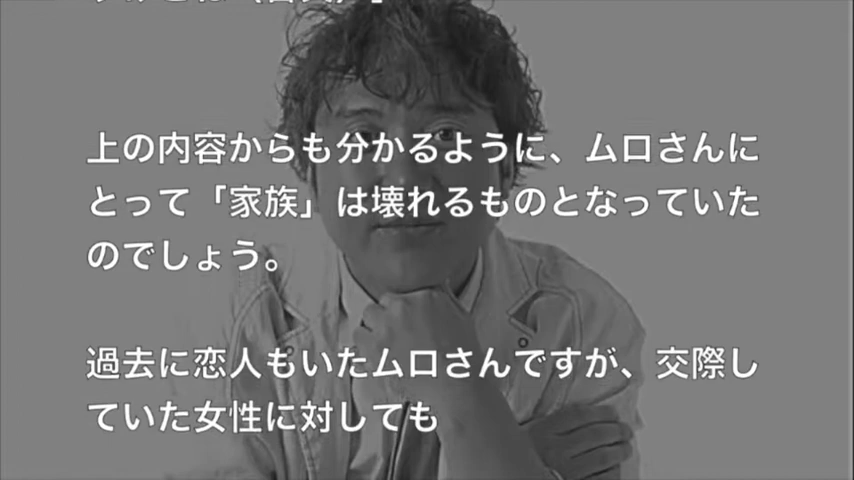 上の内容からも分かるように、ムロさんに
とって「家族」は壊れるものとなっていた
のでしょう。
過去に恋人もいたムロさんですが、交際し
ていた女性に対しても